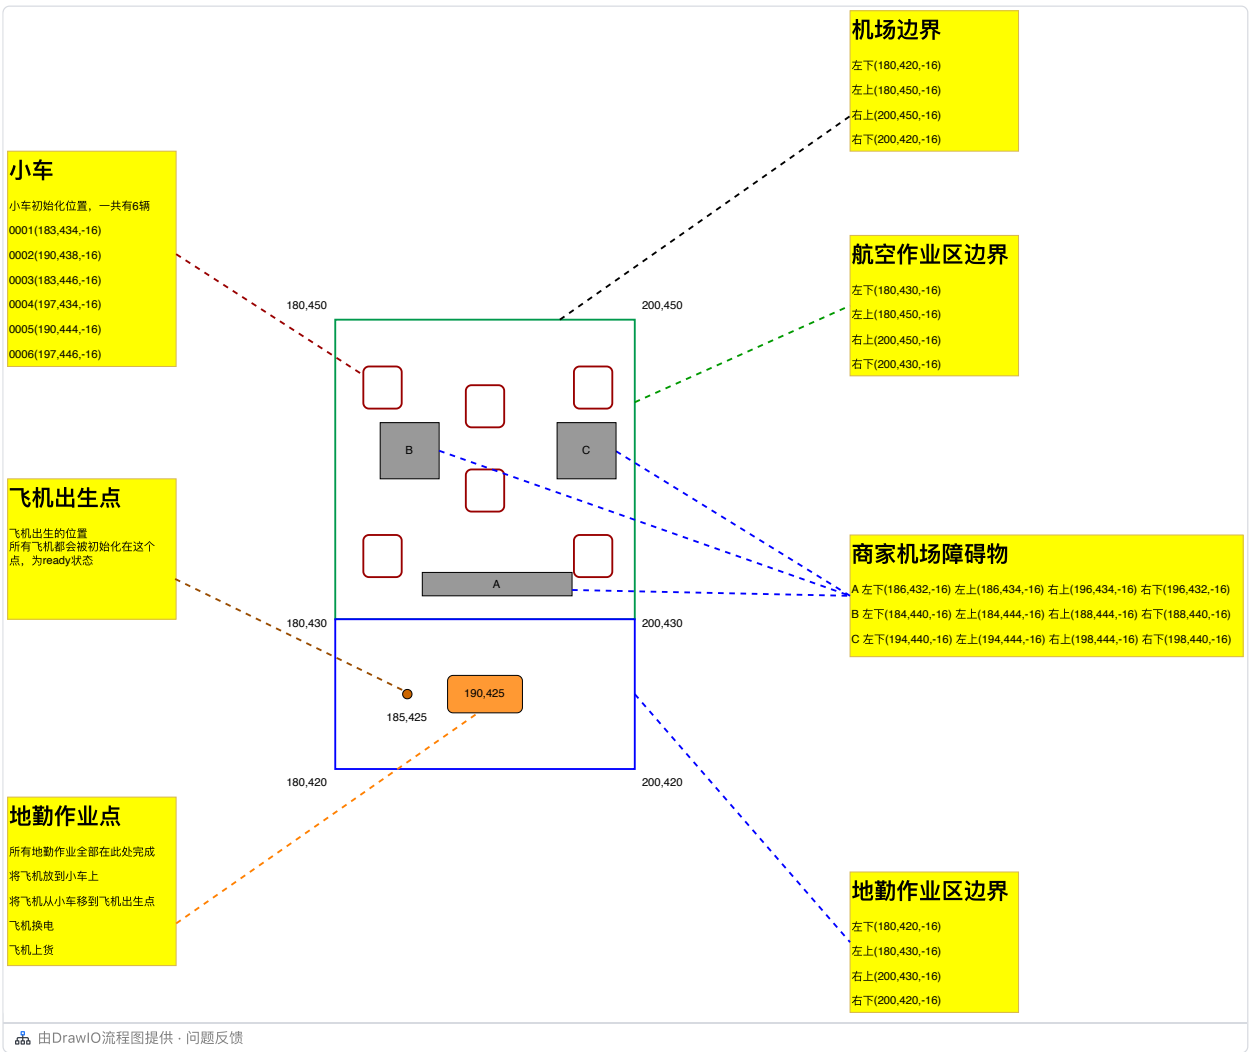 机场边界
左下(180,420,-16)
左上(180,450,-16)
右上(200,450,-16)
右下(200,420,-16)
小车
小车初始化位置，一共有6辆
0001(183,434,-16)
0002(190,438,-16)
0003(183,446,-16)
0004(197,434,-16)
0005(190,444,-16)
0006(197,446,-16)
航空作业区边界
左下(180,430,-16)
左上(180,450,-16)
右上(200,450,-16)
右下(200,430,-16)
180,450
200,450
B
C
A
飞机出生点
飞机出生的位置
所有飞机都会被初始化在这个
点，为ready状态
商家机场障碍物
A 左下(186,432,-16) 左上(186,434,-16) 右上(196,434,-16) 右下(196,432,-16)
B 左下(184,440,-16) 左上(184,444,-16) 右上(188,444,-16) 右下(188,440,-16)
C 左下(194,440,-16) 左上(194,444,-16) 右上(198,444,-16) 右下(198,440,-16)
180,430
200,430
190,425
185,425
180,420
200,420
地勤作业点
所有地勤作业全部在此处完成
将飞机放到小车上
将飞机从小车移到飞机出生点
飞机换电
飞机上货
地勤作业区边界
左下(180,420,-16)
左上(180,430,-16)
右上(200,430,-16)
右下(200,420,-16)
由DrawIO流程图提供 · 问题反馈